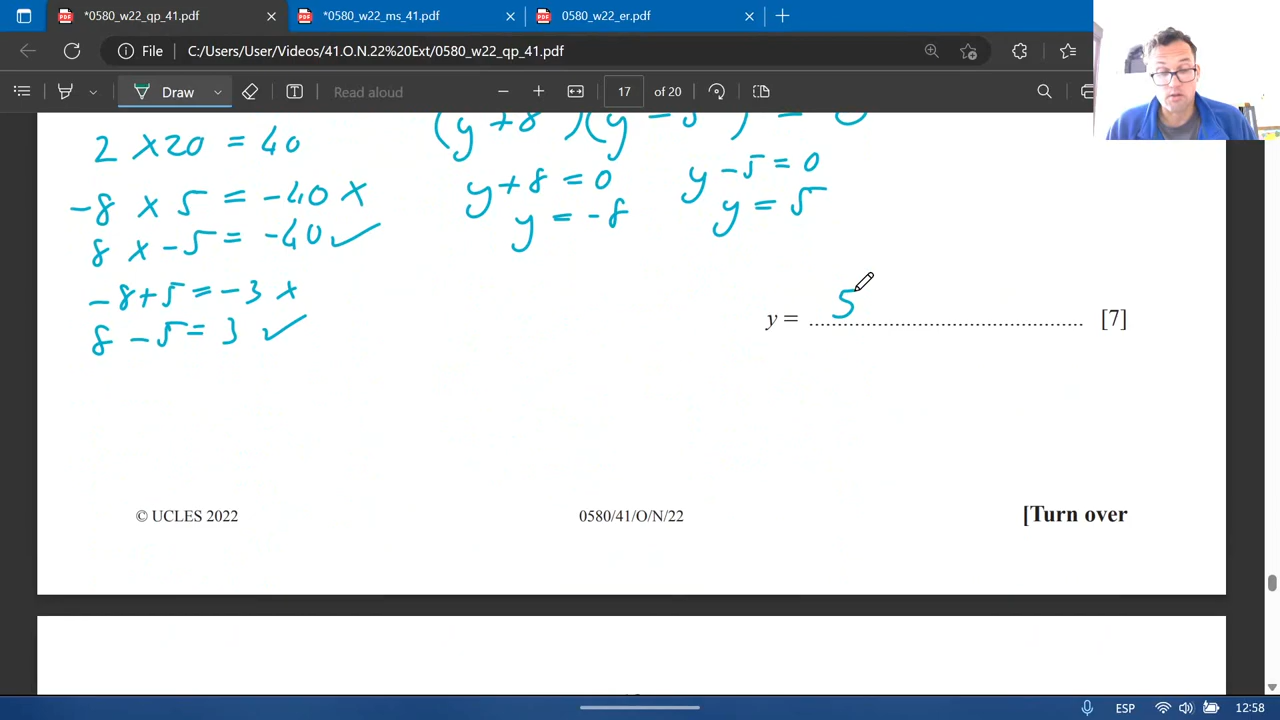 *0580_w22_qp_41.pdf
*0580_w22_ms_41.pdf
0580_w22_er.pdf
File
C:/Users/User/Videos/41.O.N.22%20Ext/0580_w22_qp_41.pdf
Draw
Read aloud
17 of 20
(y + 8)(y - 5) = 0
2 × 20 = 40
y + 8 = 0
y - 5 = 0
-8 × 5 = -40 ×
y = -8
y = 5
8 × -5 = -40 ✓
-8 + 5 = -3 ×
8 - 5 = 3 ✓
y = 5 [7]
© UCLES 2022
0580/41/O/N/22
[Turn over
ESP
12:58